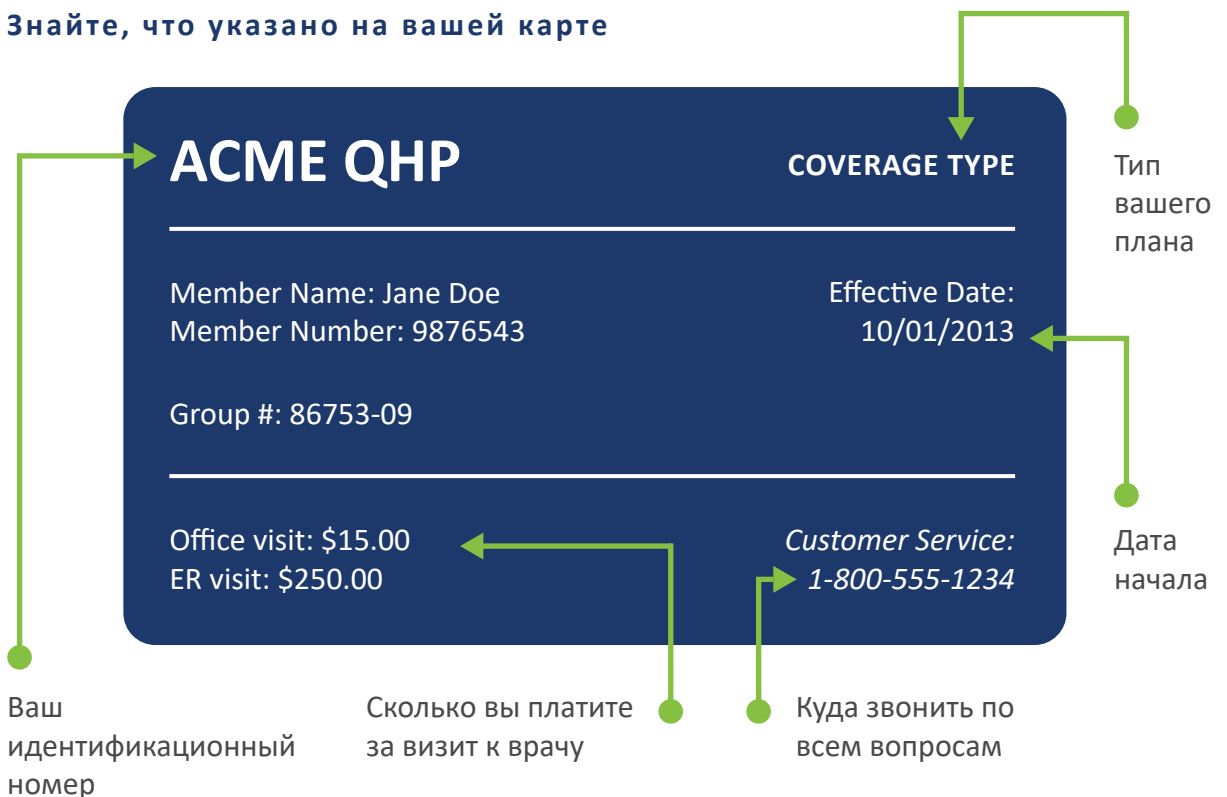 Знайте, что указано на вашей карте
ACME QHP
COVERAGE TYPE
Тип
вашего
плана
Member Name: Jane Doe
Member Number: 9876543
Effective Date:
10/01/2013
Group #: 86753-09
Office visit: $15.00
ER visit: $250.00
Customer Service:
1-800-555-1234
Дата
начала
Ваш
идентификационный
номер
Сколько вы платите
за визит к врачу
Куда звонить по
всем вопросам